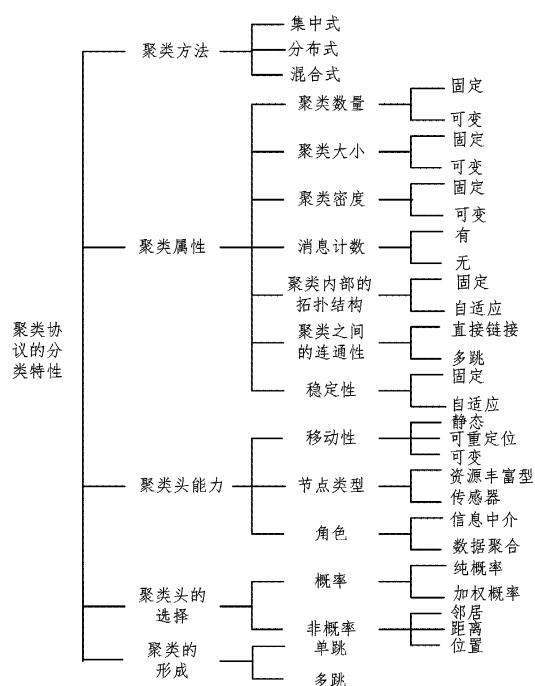 聚类协
议的分
类特性
聚类方法
集中式
分布式
混合式
聚类属性
聚类数量
固定
可变
聚类大小
固定
可变
聚类密度
固定
可变
消息计数
有
无
聚类内部的
拓扑结构
固定
自适应
聚类之间
的连通性
直接链接
多跳
稳定性
固定
自适应
聚类头能力
移动性
静态
可重定位
可变
节点类型
资源丰富型
传感器
角色
信息中介
数据聚合
聚类头的
选择
概率
纯概率
加权概率
非概率
邻居
距离
位置
聚类的
形成
单跳
多跳